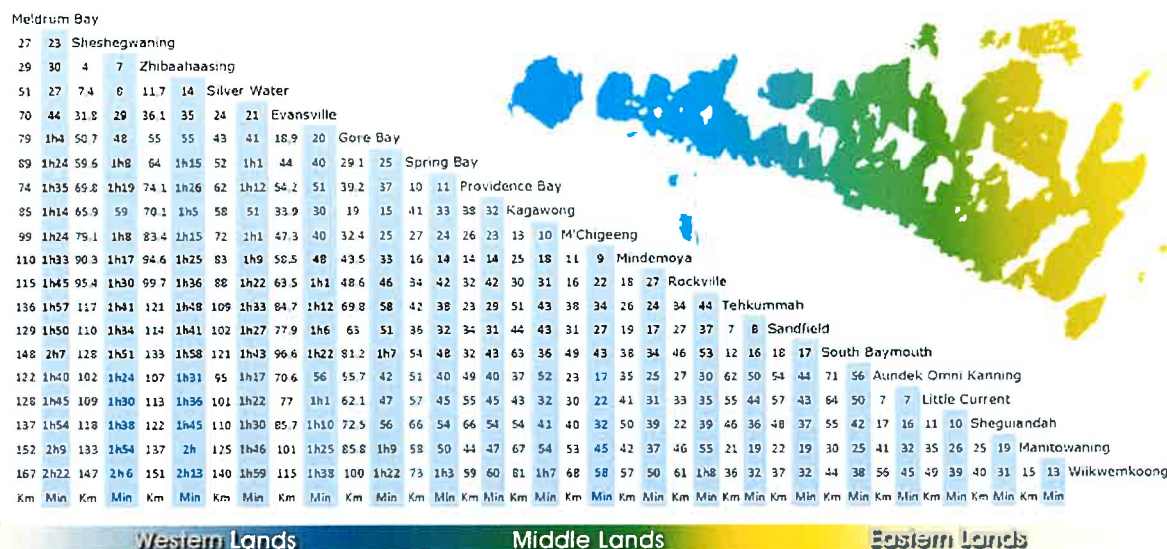 Meldrum Bay
27 23 Sheshegwaning
29 30 4 7 Zhibaahaasing
51 27 7.4 8 11.7 14 Silver Water
70 44 31.8 29 36.1 35 24 21 Evansville
79 1h4 50.7 48 55 55 43 41 18.9 20 Gore Bay
89 1h24 59.6 1h8 64 1h15 52 1h1 44 40 29.1 25 Spring Bay
74 1h35 69.8 1h19 74.1 1h26 62 1h12 54.2 51 39.2 37 10 11 Providence Bay
85 1h14 65.9 59 70.1 1h5 58 51 33.9 30 19 15 41 33 38 32 Kagawong
99 1h24 79.1 1h8 83.4 1h15 72 1h1 47.3 40 32.4 25 27 24 26 23 13 10 M'Chigeeng
110 1h33 90.3 1h17 94.6 1h25 83 1h9 58.5 48 43.5 33 16 14 14 14 25 18 11 9 Mindemoya
115 1h45 95.4 1h30 99.7 1h36 88 1h22 63.5 1h1 48.6 46 34 42 32 42 30 31 16 22 18 27 Rockville
136 1h57 117 1h41 121 1h48 109 1h33 84.7 1h12 69.8 58 42 38 23 29 51 43 38 34 26 24 34 44 Tehkummah
129 1h50 110 1h34 114 1h41 102 1h27 77.9 1h6 63 51 36 32 34 31 44 43 31 27 19 17 27 37 7 8 Sandfield
148 2h7 128 1h51 133 1h58 121 1h43 96.6 1h22 81.2 1h7 54 48 32 43 63 36 49 43 38 34 46 53 12 16 18 17 South Baymouth
122 1h40 102 1h24 107 1h31 95 1h17 70.6 56 55.7 42 51 40 49 40 37 52 23 17 35 25 27 30 62 50 54 44 71 56 Aundek Omni Kanning
128 1h45 109 1h30 113 1h36 101 1h22 77 1h1 62.1 47 57 45 55 45 43 32 30 22 41 31 33 35 55 44 57 43 64 50 7 7 Little Current
137 1h54 118 1h38 122 1h45 110 1h30 85.7 1h10 72.5 56 66 54 66 54 54 41 40 32 50 39 22 39 46 36 48 37 55 42 17 16 11 10 Sheguiandah
152 2h9 133 1h54 137 2h 125 1h46 101 1h25 85.8 1h9 58 50 44 47 67 54 53 45 42 37 46 55 21 19 22 19 30 25 41 32 35 26 25 19 Manitowaning
167 2h22 147 2h6 151 2h13 140 1h59 115 1h38 100 1h22 73 1h3 59 60 81 1h7 68 58 57 50 61 1h8 36 32 37 32 44 38 56 45 49 39 40 31 15 13 Wiikwemkoong
Km Min Km Min Km Min Km Min Km Min Km Min Km Min Km Min Km Min Km Min Km Min Km Min Km Min Km Min Km Min Km Min Km Min Km Min Km Min
Western Lands Middle Lands Eastern Lands